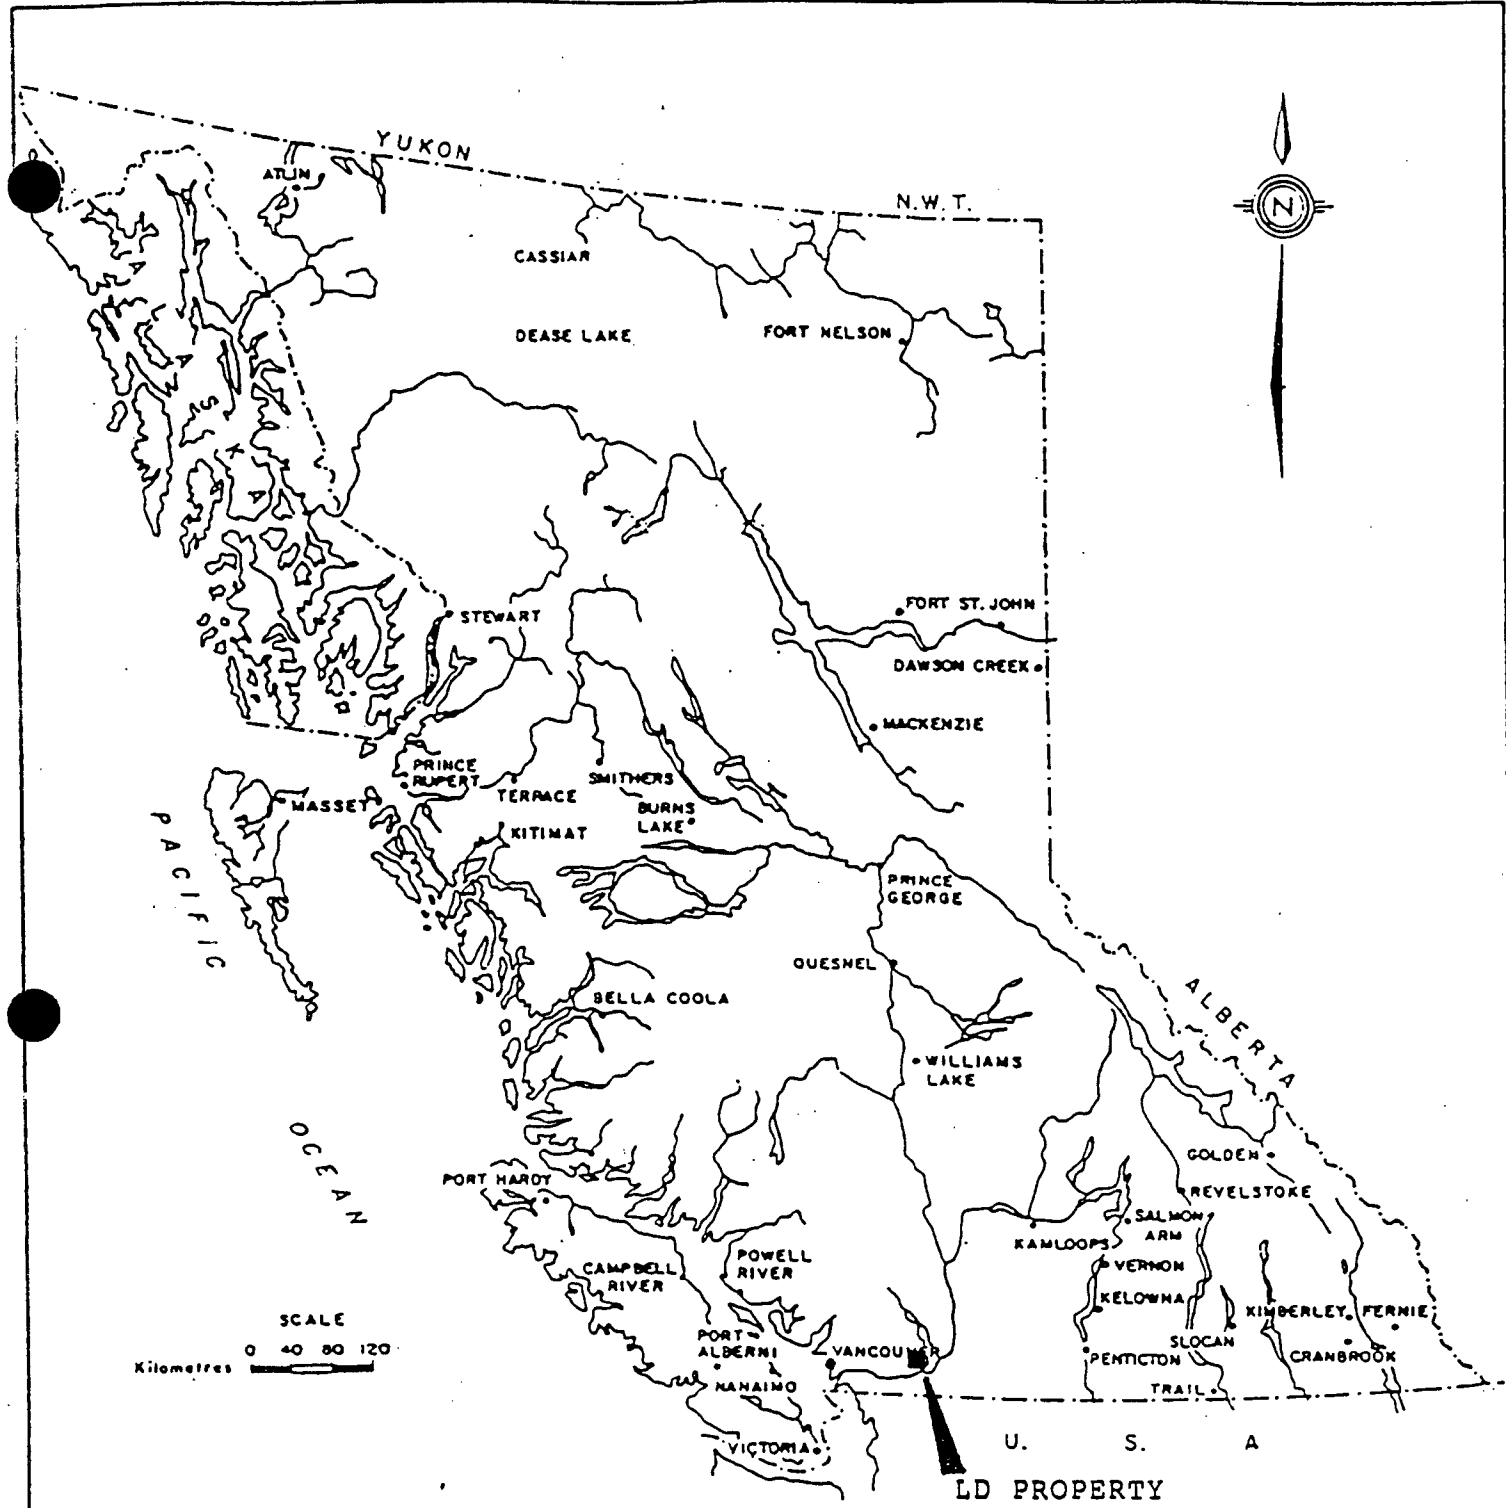 YUKON
ATLIN
N.W.T.
N
CASSIAR
ALASKA
DEASE LAKE
FORT NELSON
STEWART
FORT ST. JOHN
DAWSON CREEK
MACKENZIE
PRINCE
RUPERT
TERRACE
SMITHERS
MASSET
BURNS
LAKE
KITIMAT
PACIFIC
PRINCE
GEORGE
QUESNEL
ALBERTA
BELLA COOLA
WILLIAMS
LAKE
OCEAN
GOLDEN
PORT HARDY
REVELSTOKE
SALMON
ARM
KAMLOOPS
CAMPBELL
RIVER
POWELL
RIVER
VERNON
KELOWNA
KIMBERLEY
FERNIE
SCALE
0 40 80 120
Kilometres
PORT
ALBERNI
VANCOUVER
SLOCAN
PENTICTON
CRANBROOK
NANAIMO
TRAIL
VICTORIA
U. S. A
LD PROPERTY